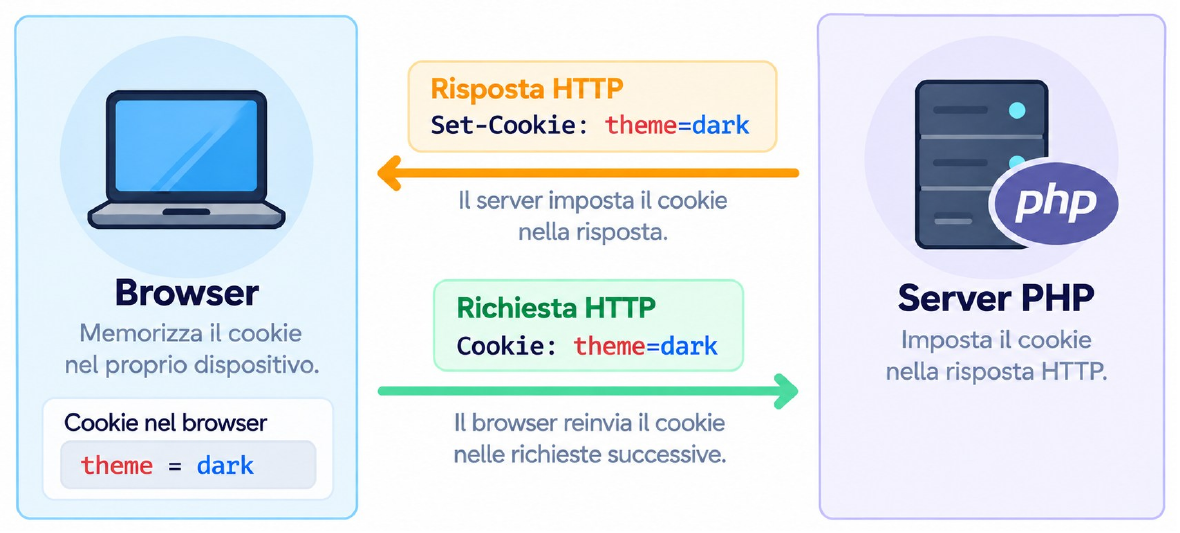 Risposta HTTP
Set-Cookie: theme=dark
Il server imposta il cookie
nella risposta.
php
Browser
Memorizza il cookie
nel proprio dispositivo.
Cookie nel browser
theme = dark
Richiesta HTTP
Cookie: theme=dark
Il browser reinvia il cookie
nelle richieste successive.
Server PHP
Imposta il cookie
nella risposta HTTP.